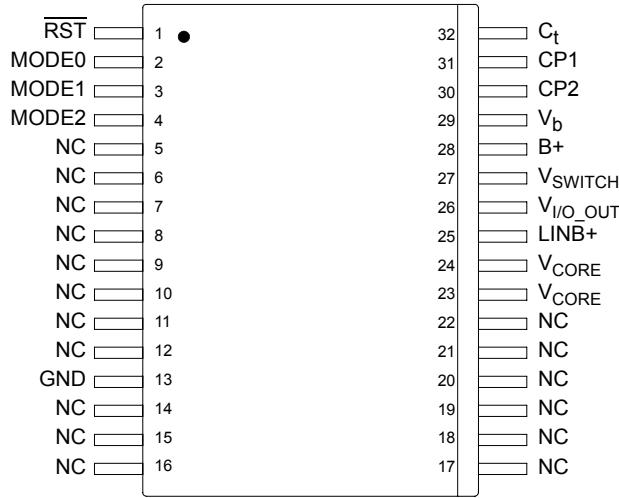 RST 1 32 Ct
MODE0 2 31 CP1
MODE1 3 30 CP2
MODE2 4 29 Vb
NC 5 28 B+
NC 6 27 VSWITCH
NC 7 26 VI/O_OUT
NC 8 25 LINB+
NC 9 24 VCORE
NC 10 23 VCORE
NC 11 22 NC
NC 12 21 NC
GND 13 20 NC
NC 14 19 NC
NC 15 18 NC
NC 16 17 NC